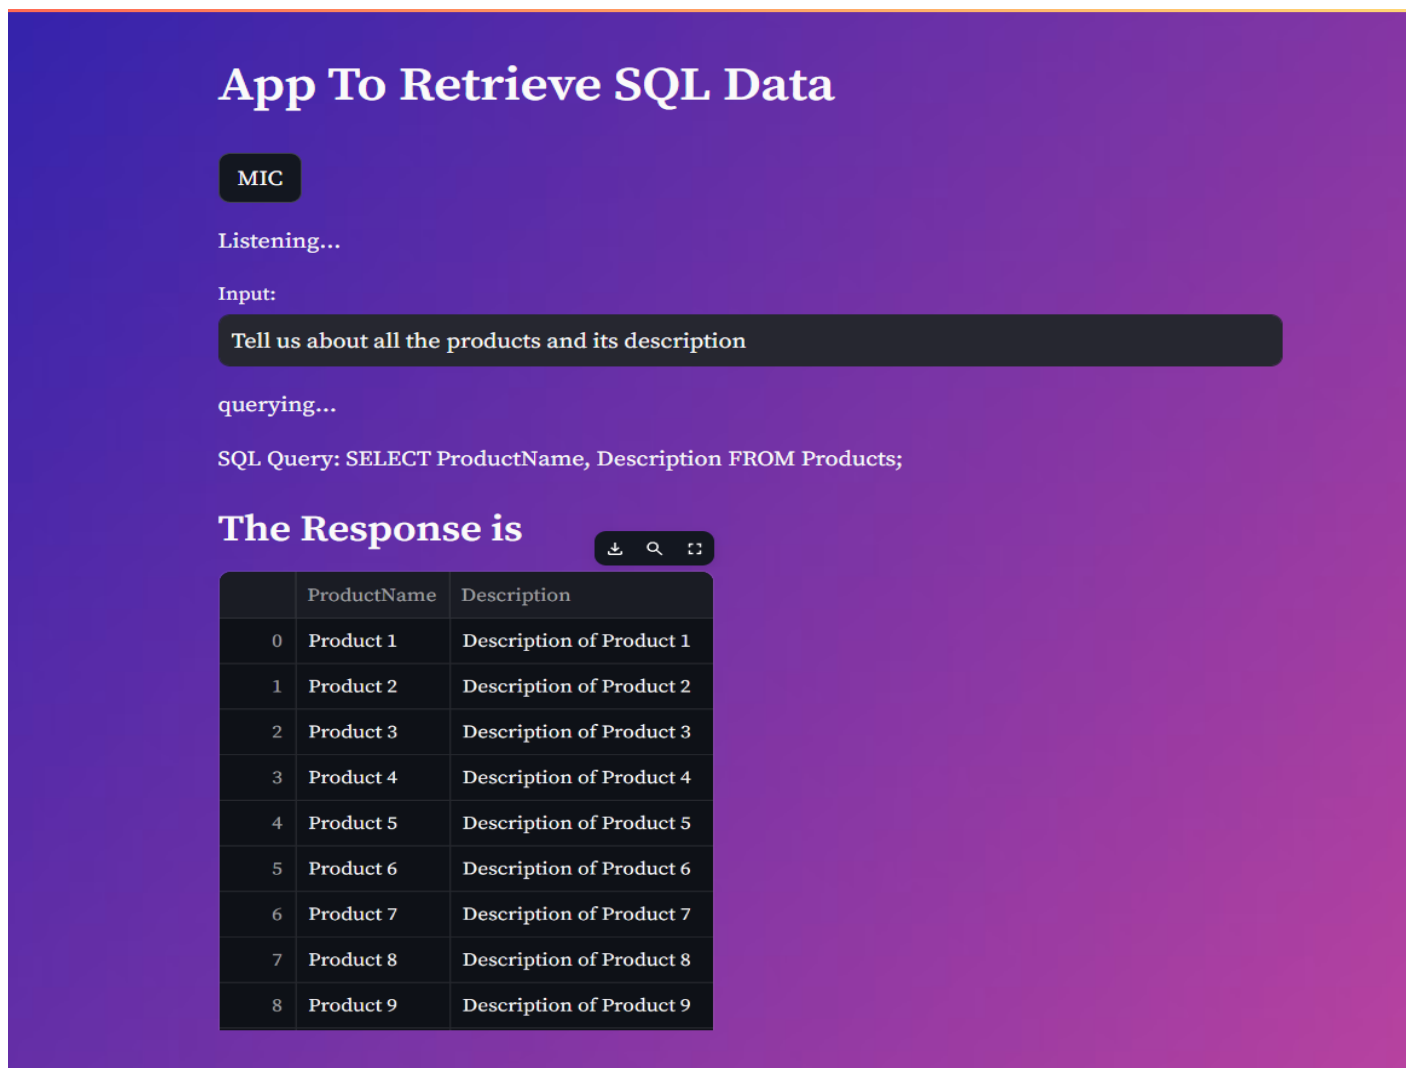 App To Retrieve SQL Data
MIC
Listening...
Input:
Tell us about all the products and its description
querying...
SQL Query: SELECT ProductName, Description FROM Products;
The Response is
ProductName Description
0 Product 1 Description of Product 1
1 Product 2 Description of Product 2
2 Product 3 Description of Product 3
3 Product 4 Description of Product 4
4 Product 5 Description of Product 5
5 Product 6 Description of Product 6
6 Product 7 Description of Product 7
7 Product 8 Description of Product 8
8 Product 9 Description of Product 9